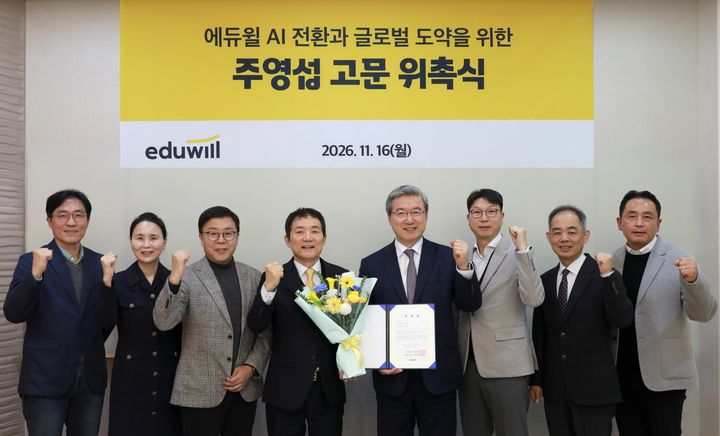 에듀윌 AI 전환과 글로벌 도약을 위한
주영섭 고문 위촉식
eduwill
2026. 11. 16(월)